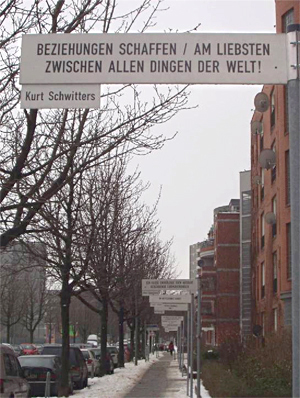 BEZIEHUNGEN SCHAFFEN / AM LIEBSTEN
ZWISCHEN ALLEN DINGEN DER WELT!
Kurt Schwitters